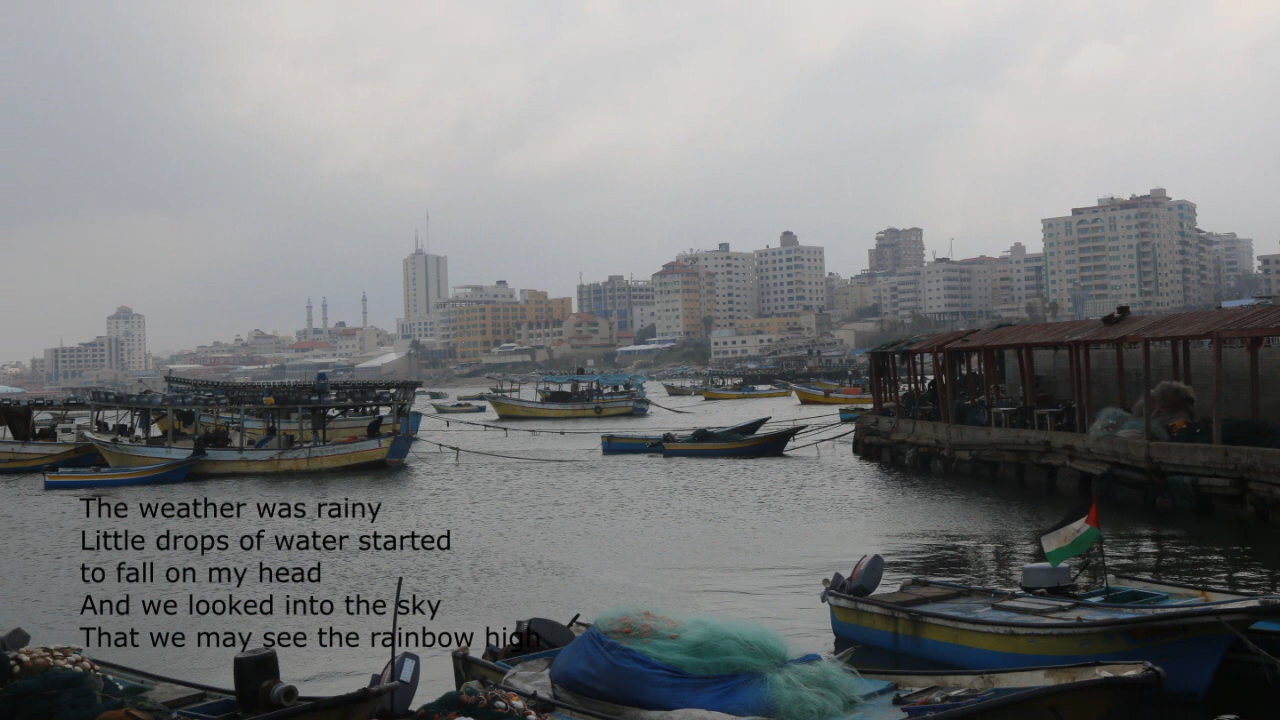 The weather was rainy
Little drops of water started
to fall on my head
And we looked into the sky
That we may see the rainbow high